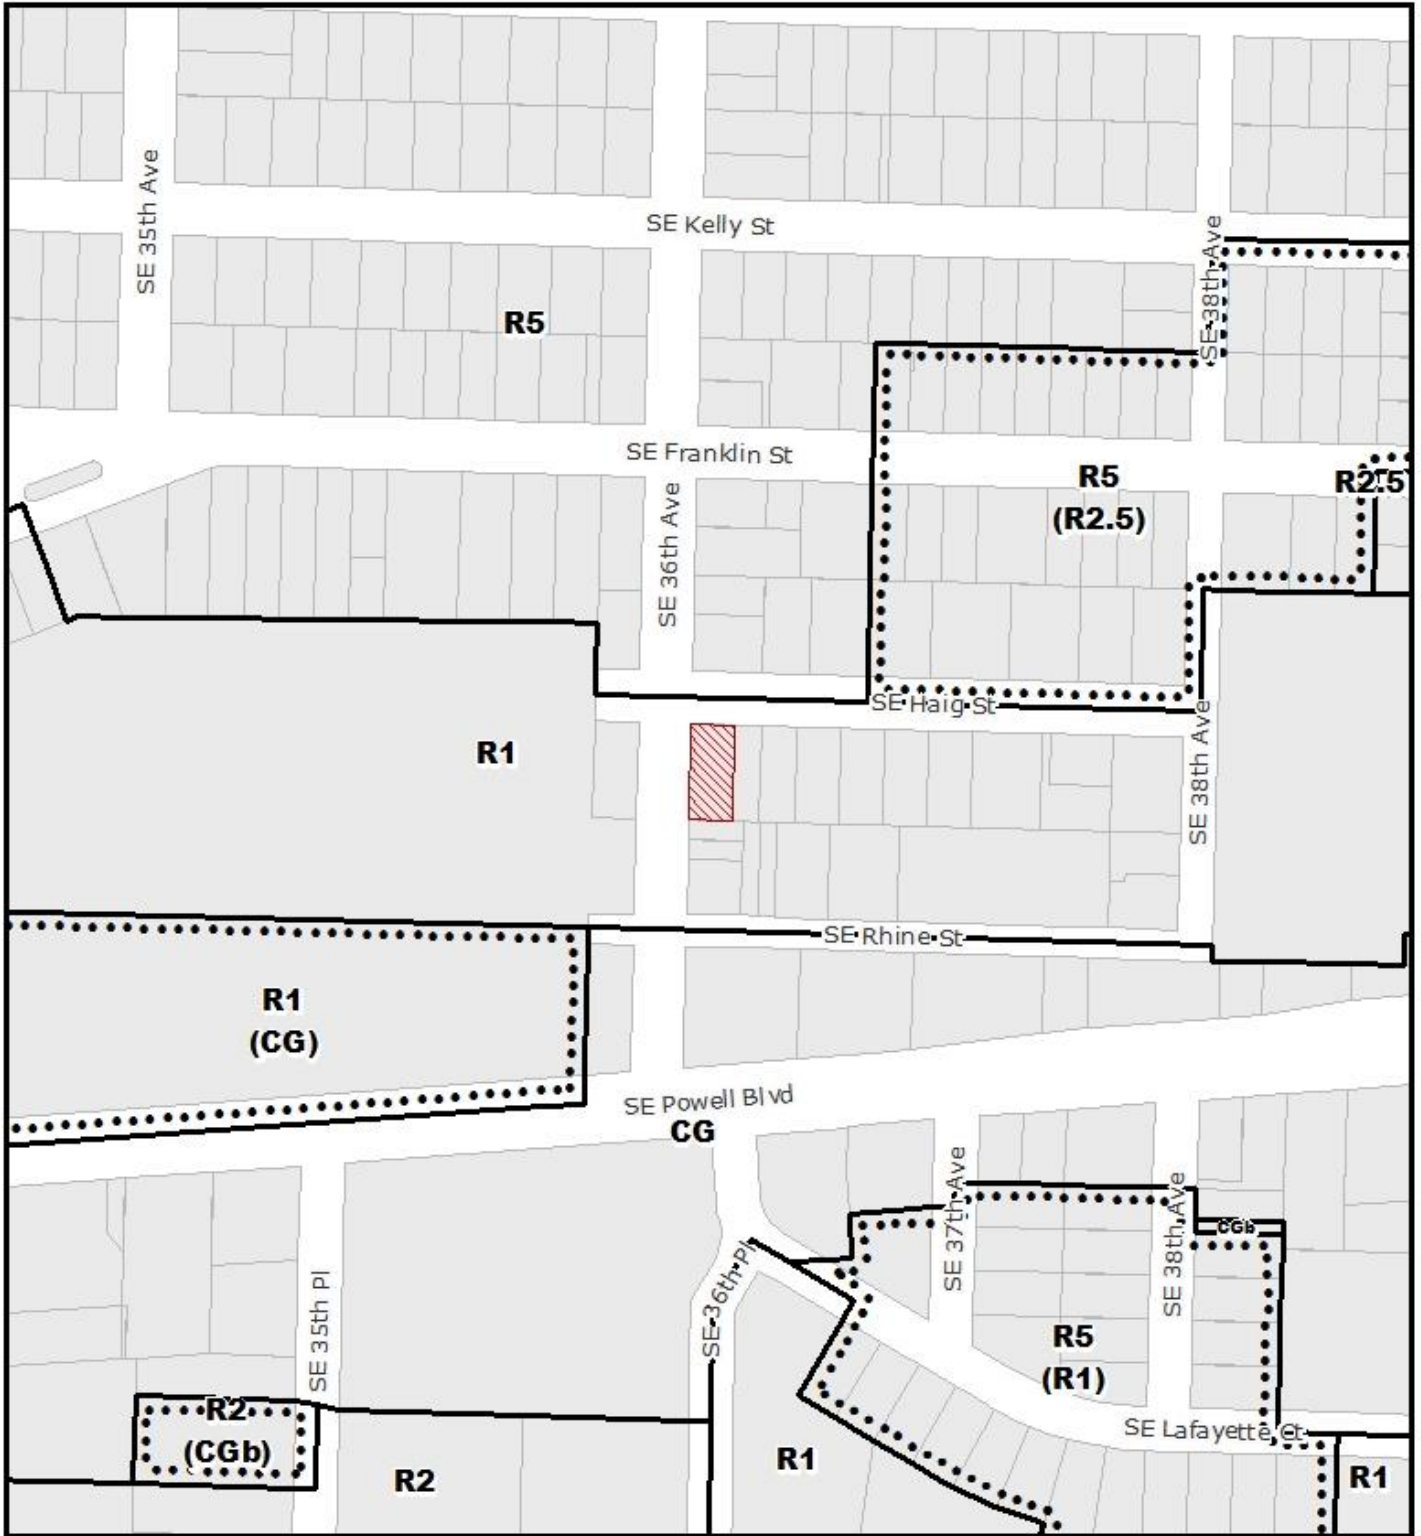 SE 35th Ave
SE Kelly St
SE 38th Ave
R5
SE Franklin St
R5
(R2.5)
R2.5
SE 36th Ave
SE Haig St
R1
SE 38th Ave
SE Rhine St
R1
(CG)
SE Powell Blvd
CG
SE 37th Ave
SE 38th Ave
CGb
SE 36th Pl
SE 35th Pl
R5
(R1)
R2
(CGb)
SE Lafayette Ct
R1
R2
R1